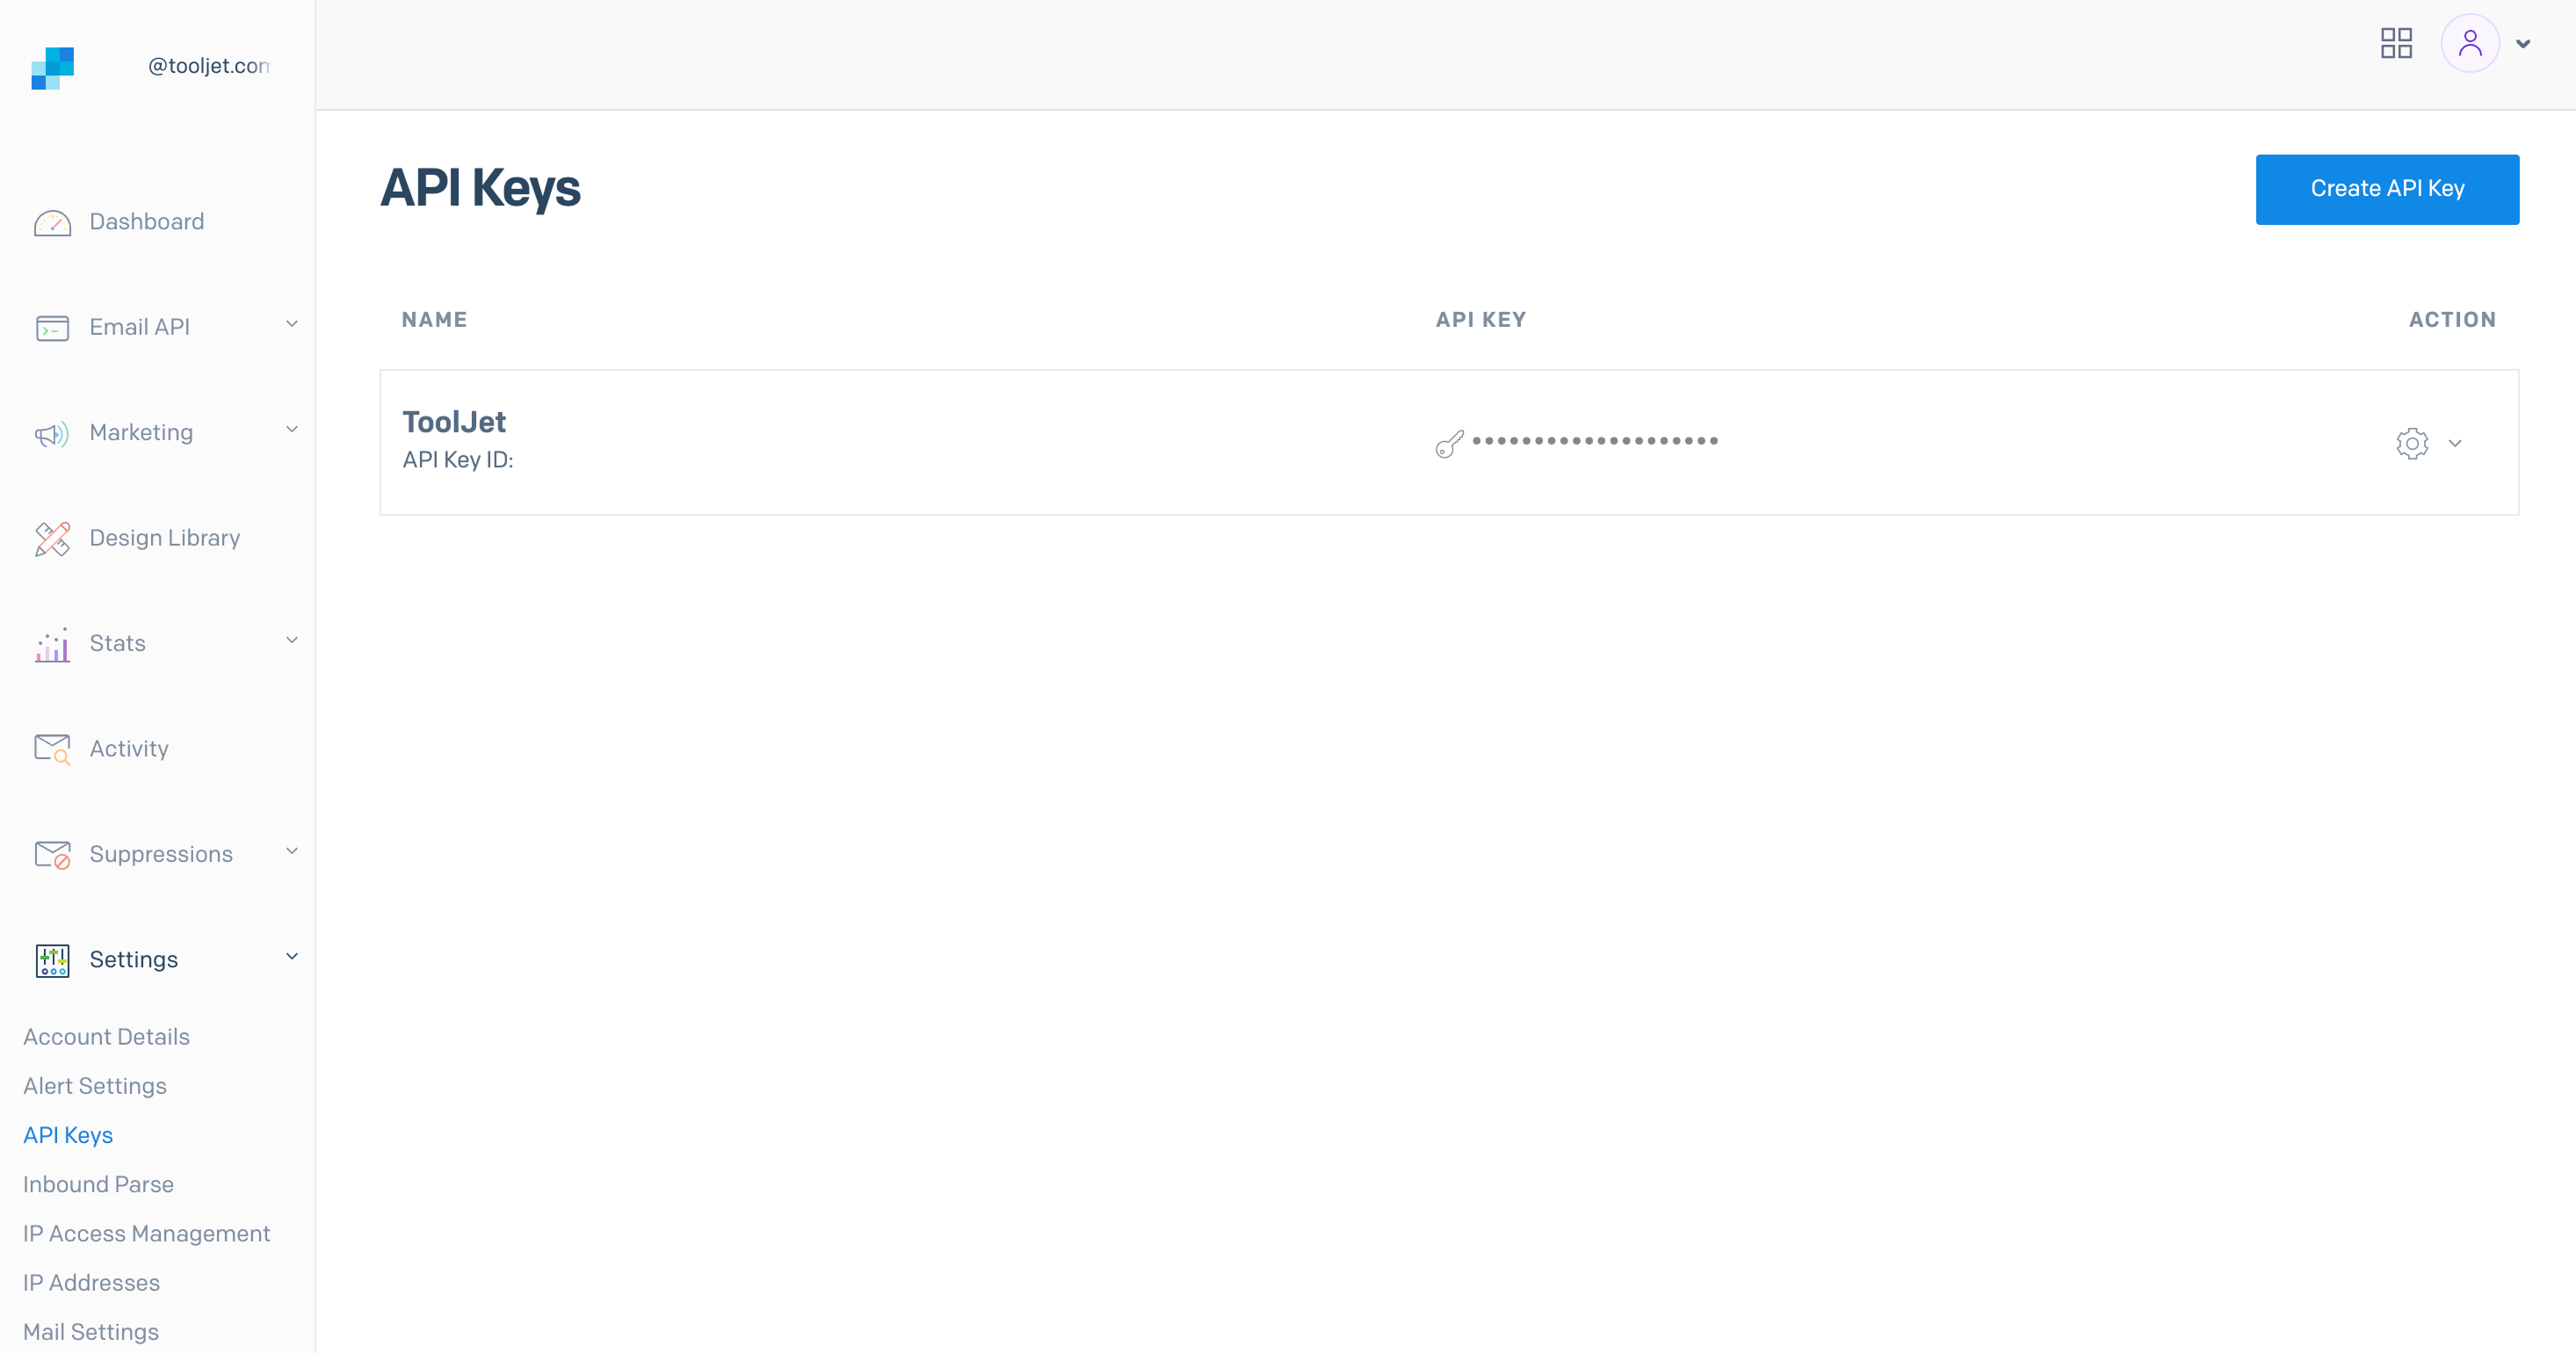 @tooljet.com
Dashboard
Email API
Marketing
Design Library
Stats
Activity
Suppressions
Settings
Account Details
Alert Settings
API Keys
Inbound Parse
IP Access Management
IP Addresses
Mail Settings
API Keys
Create API Key
NAME API KEY ACTION
ToolJet
API Key ID: